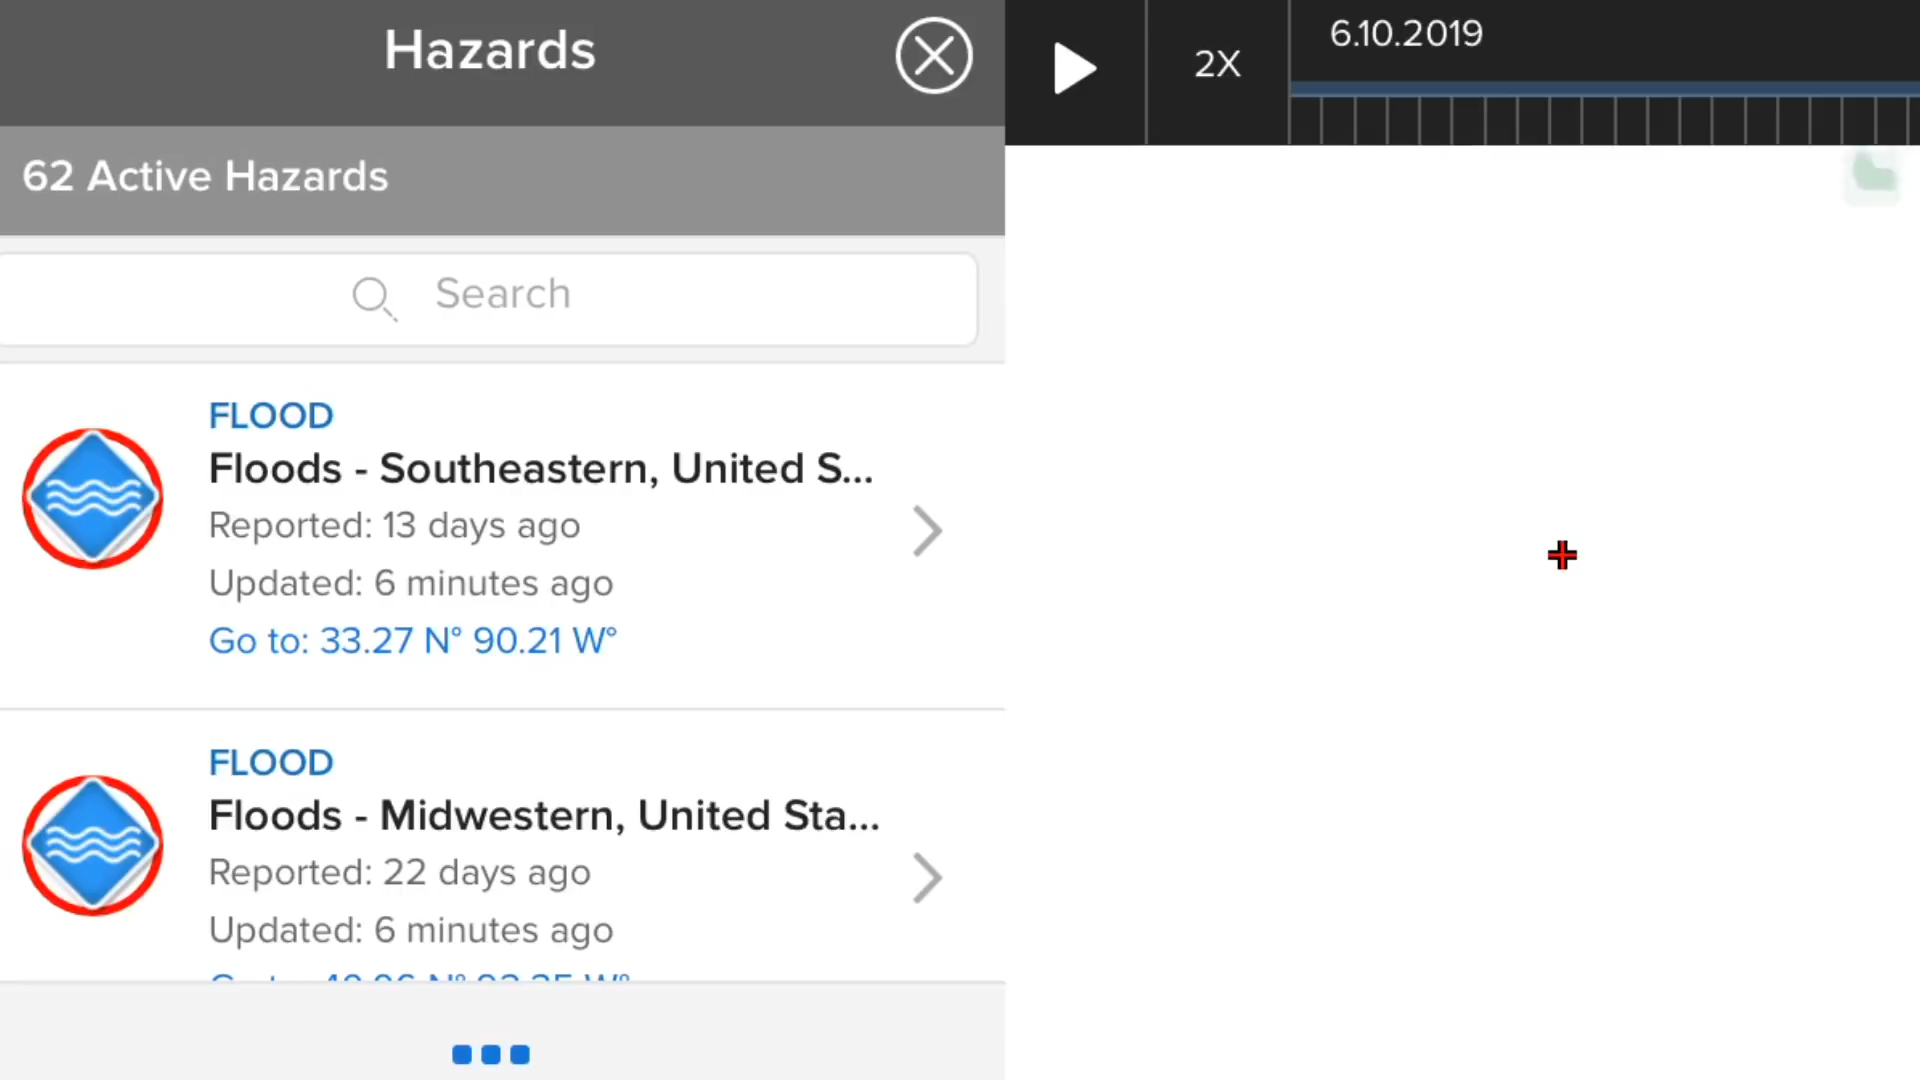 Hazards
62 Active Hazards
Search
FLOOD
Floods - Southeastern, United S...
Reported: 13 days ago
Updated: 6 minutes ago
Go to: 33.27 N° 90.21 W°
FLOOD
Floods - Midwestern, United Sta...
Reported: 22 days ago
Updated: 6 minutes ago
2X
6.10.2019